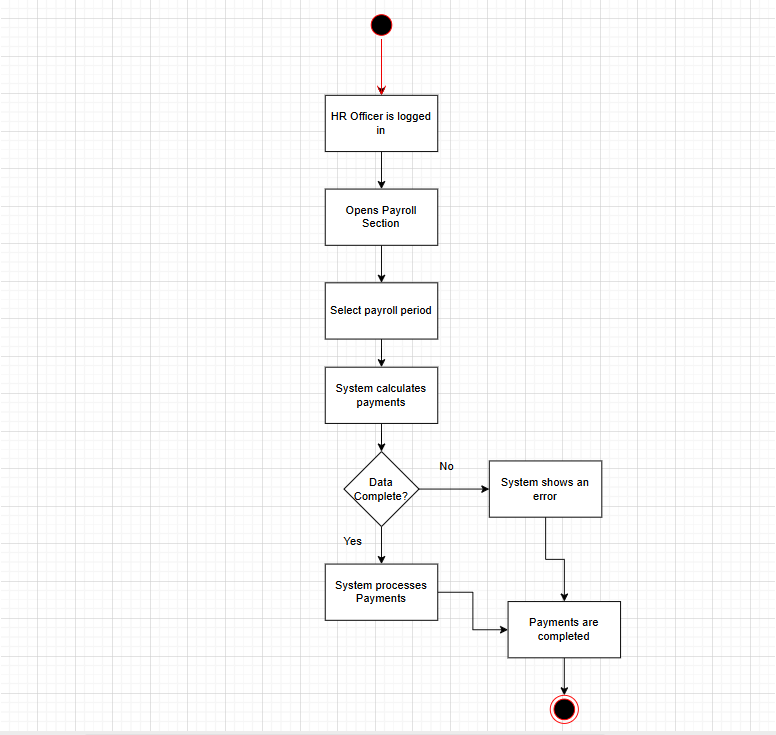 HR Officer is logged
in
Opens Payroll
Section
Select payroll period
System calculates
payments
Data
Complete?
No
System shows an
error
Yes
System processes
Payments
Payments are
completed